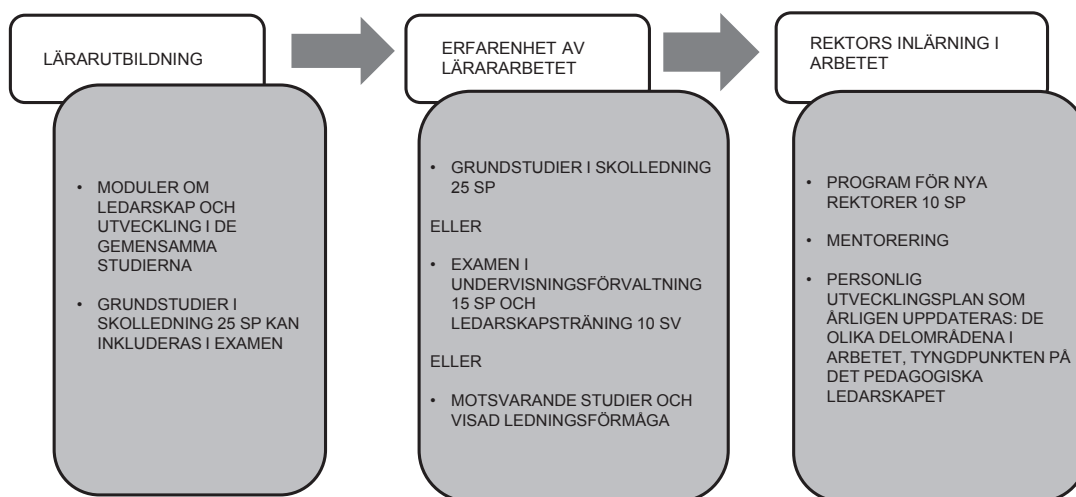 LÄRARUTBILDNING
• MODULER OM
LEDARSKAP OCH
UTVECKLING I DE
GEMENSAMMA
STUDIERNA
• GRUNDSTUDIER I
SKOLLEDNING 25 SP KAN
INKLUDERAS I EXAMEN
ERFARENHET AV
LÄRARARBETET
• GRUNDSTUDIER I SKOLLEDNING
25 SP
ELLER
• EXAMEN I
UNDERVISNINGSFÖRVALTNING
15 SP OCH
LEDARSKAPSTRÄNING 10 SV
ELLER
• MOTSVARANDE STUDIER OCH
VISAD LEDNINGSFÖRMÅGA
REKTORS INLÄRNING I
ARBETET
• PROGRAM FÖR NYA
REKTORER 10 SP
• MENTORERING
• PERSONLIG
UTVECKLINGSPLAN SOM
ÅRLIGEN UPPDATERAS: DE
OLIKA DELOMRÅDENA I
ARBETET, TYNGDPUNKTEN PÅ
DET PEDAGOGISKA
LEDARSKAPET